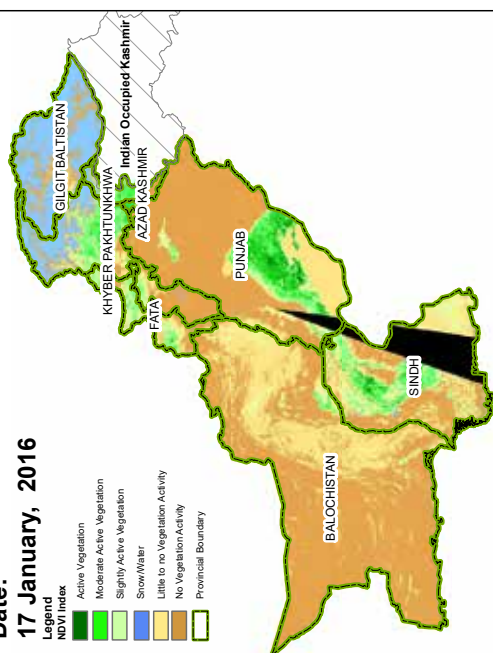 Date:
17 January, 2016
Legend
NDVI Index
Active Vegetation
Moderate Active Vegetation
Slightly Active Vegetation
Snow/Water
Little to no Vegetation Activity
No Vegetation Activity
Provincial Boundary
GILGIT BALTISTAN
KHYBER PAKHTUNKHWA
Indian Occupied Kashmir
AZAD KASHMIR
FATA
PUNJAB
BALOCHISTAN
SINDH